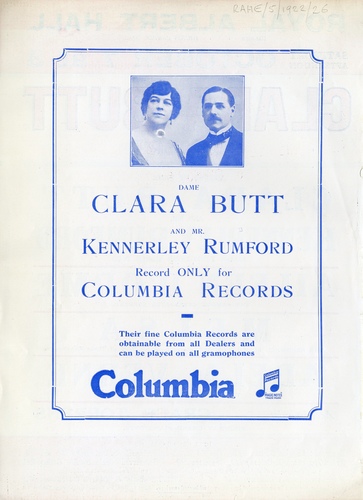 RAHE/5/1922/26
DAME
CLARA BUTT
AND MR.
KENNERLEY RUMFORD
Record ONLY for
COLUMBIA RECORDS
Their fine Columbia Records are
obtainable from all Dealers and
can be played on all gramophones
Columbia